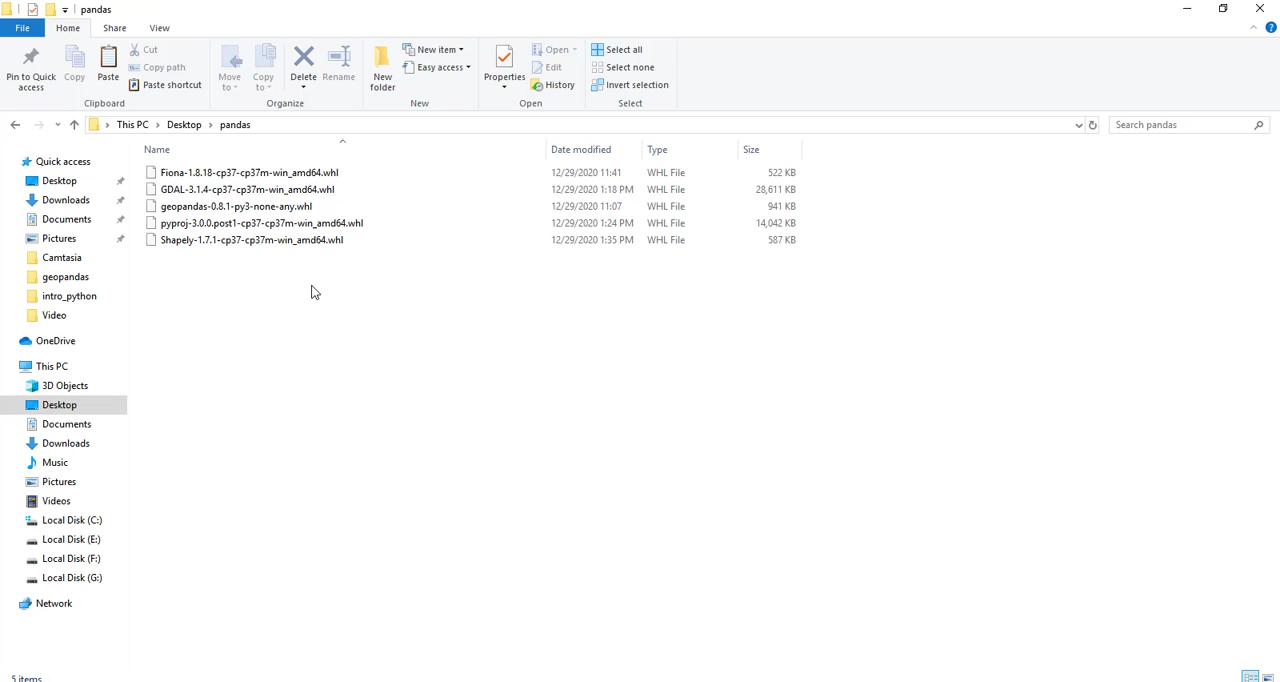 pandas
File Home Share View
Pin to Quick access
Copy
Paste
Cut
Copy path
Paste shortcut
Clipboard
Move to
Copy to
Delete
Rename
Organize
New folder
New item
Easy access
New
Properties
Open
Edit
History
Open
Select all
Select none
Invert selection
Select
This PC > Desktop > pandas
Search pandas
Name Date modified Type Size
Fiona-1.8.18-cp37-cp37m-win_amd64.whl 12/29/2020 11:41 WHL File 522 KB
GDAL-3.1.4-cp37-cp37m-win_amd64.whl 12/29/2020 1:18 PM WHL File 28,611 KB
geopandas-0.8.1-py3-none-any.whl 12/29/2020 11:07 WHL File 941 KB
pyproj-3.0.0.post1-cp37-cp37m-win_amd64.whl 12/29/2020 1:24 PM WHL File 14,042 KB
Shapely-1.7.1-cp37-cp37m-win_amd64.whl 12/29/2020 1:35 PM WHL File 587 KB
Quick access
Desktop
Downloads
Documents
Pictures
Camtasia
geopandas
intro_python
Video
OneDrive
This PC
3D Objects
Desktop
Documents
Downloads
Music
Pictures
Videos
Local Disk (C:)
Local Disk (E:)
Local Disk (F:)
Local Disk (G:)
Network
5 items